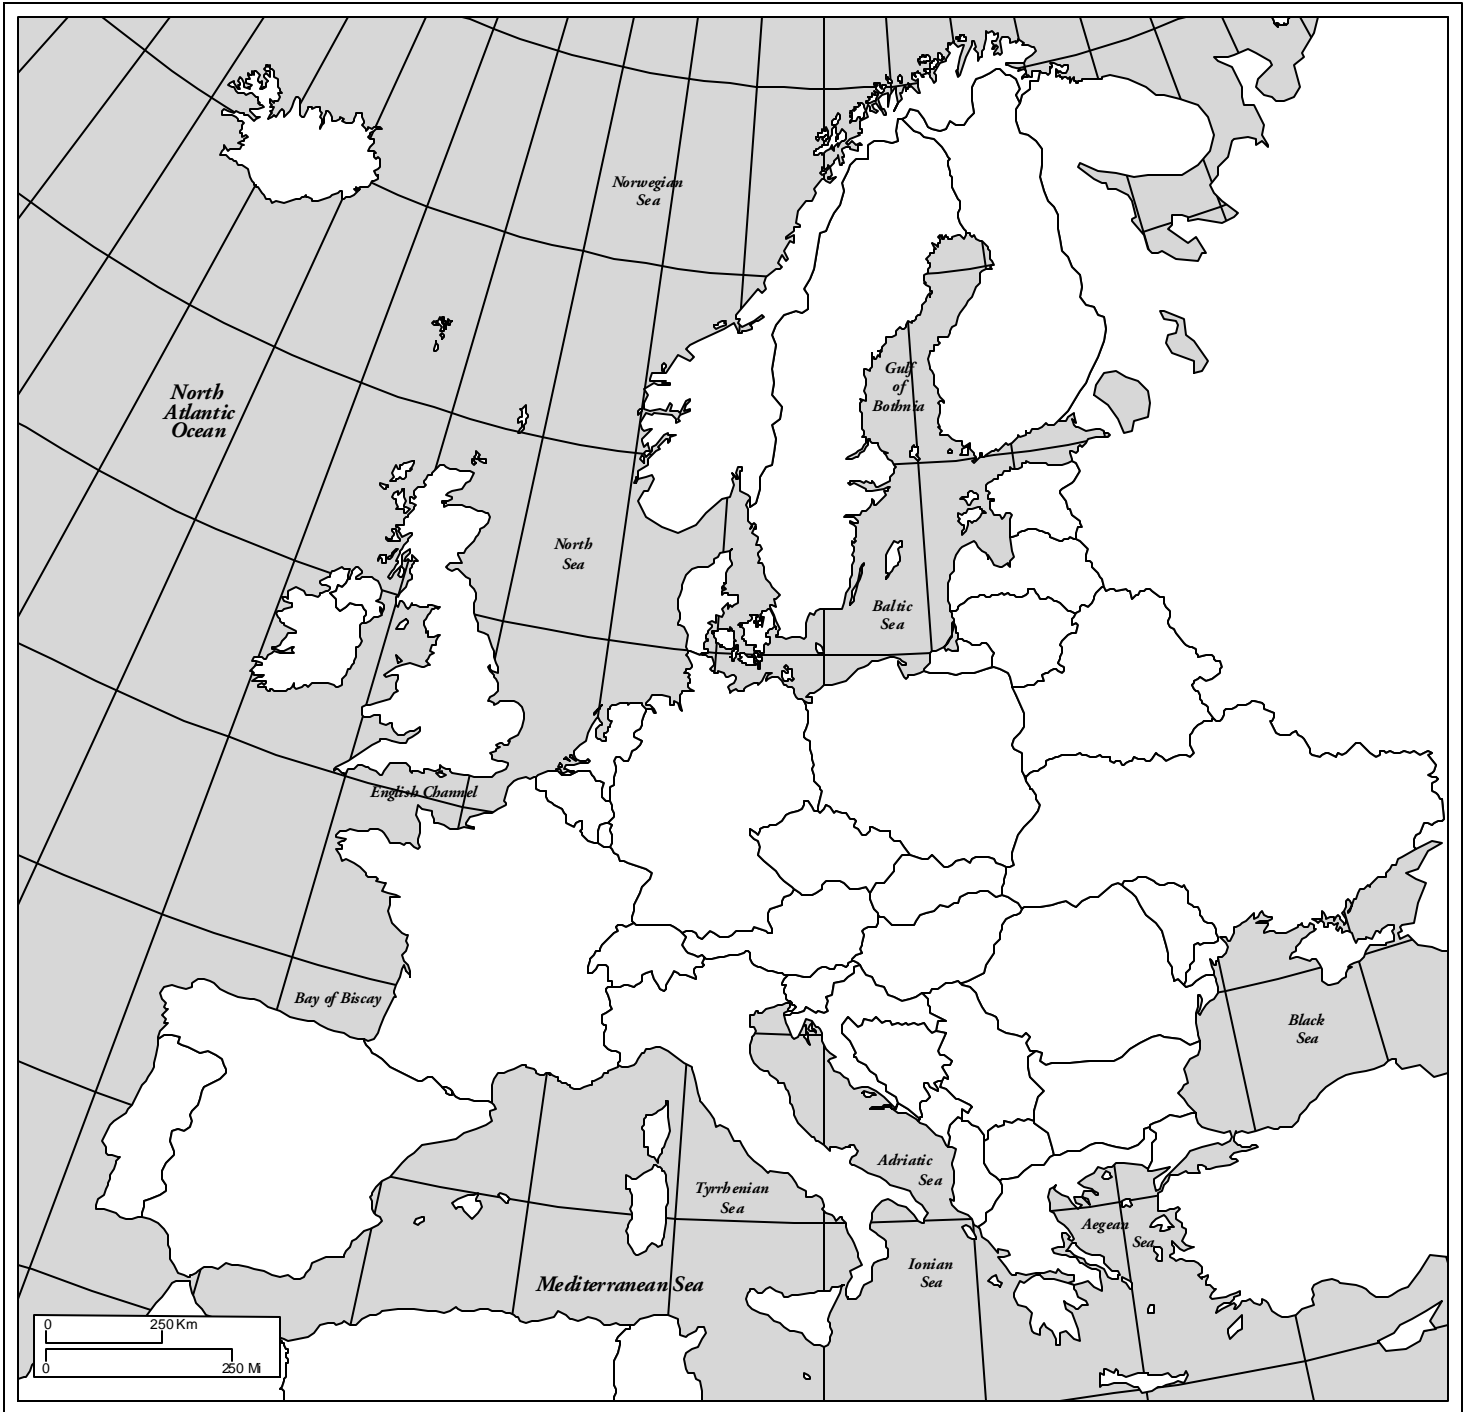 Norwegian
Sea
North
Atlantic
Ocean
Gulf
of
Bothnia
North
Sea
Baltic
Sea
English Channel
Bay of Biscay
Black
Sea
Adriatic
Sea
Tyrrhenian
Sea
Aegean
Sea
Ionian
Sea
Mediterranean Sea
0 250 Km
0 250 Mi